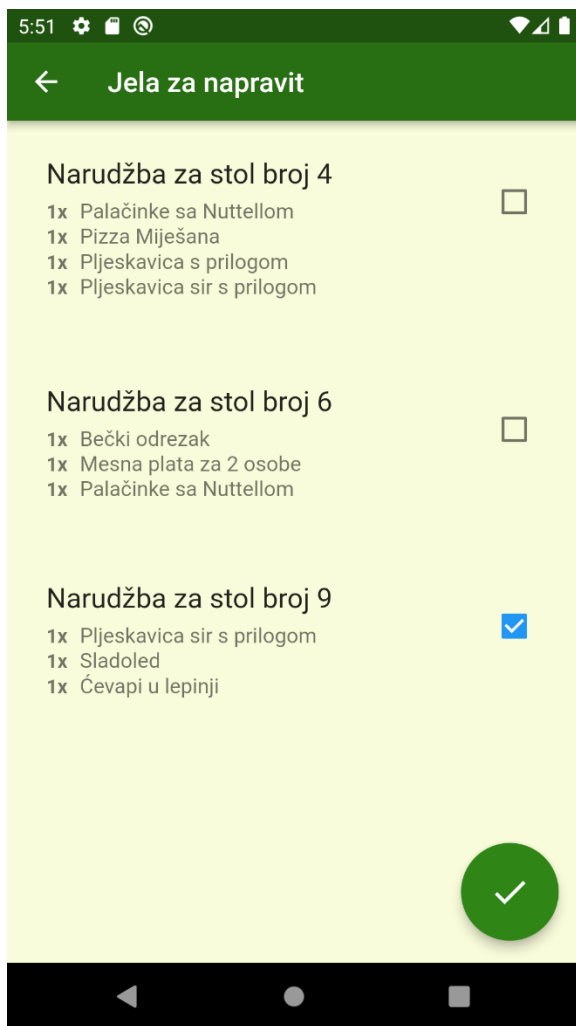 5:51
Jela za napravit
Narudžba za stol broj 4
1x Palačinke sa Nuttellom
1x Pizza Miješana
1x Pljeskavica s prilogom
1x Pljeskavica sir s prilogom
Narudžba za stol broj 6
1x Bečki odrezak
1x Mesna plata za 2 osobe
1x Palačinke sa Nuttellom
Narudžba za stol broj 9
1x Pljeskavica sir s prilogom
1x Sladoled
1x Ćevapi u lepinji